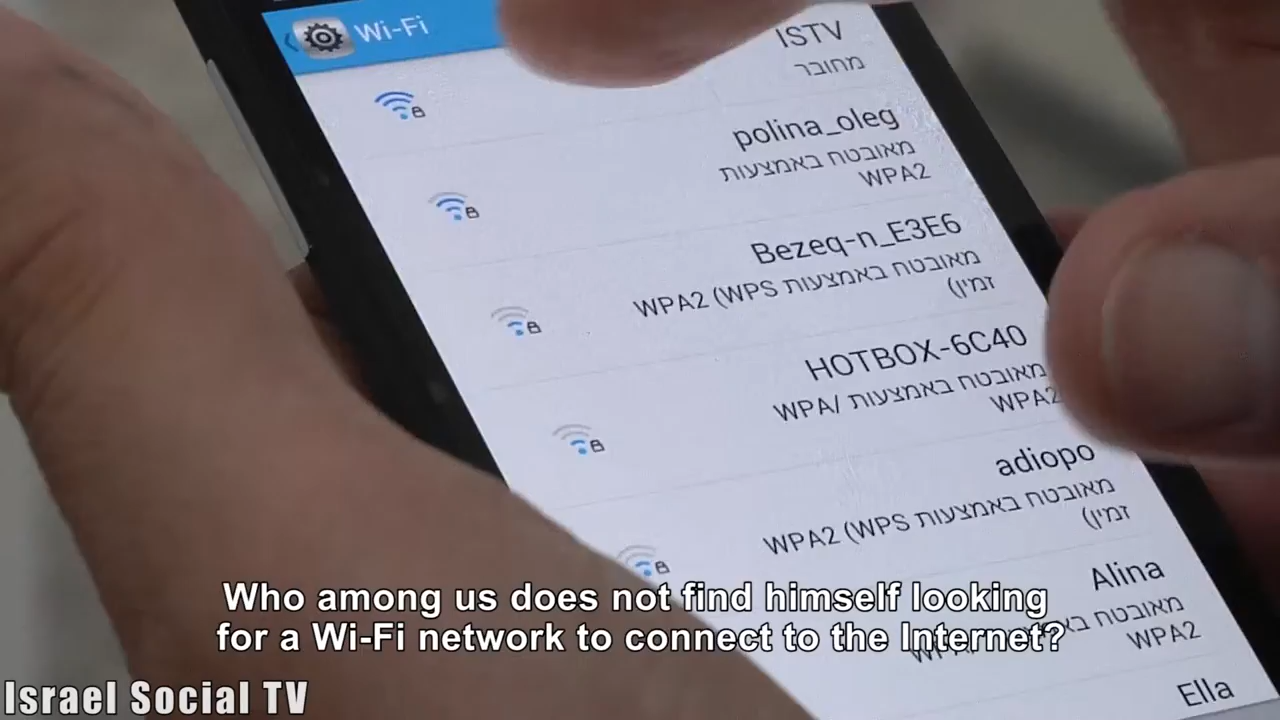 Wi-Fi
ISTV
מחובר
polina_oleg
מאובטח באמצעות
WPA2
Bezeq-n_E3E6
מאובטח באמצעות WPA2 (WPS
זמין)
HOTBOX-6C40
מאובטח באמצעות WPA/
WPA2
adiopo
מאובטח באמצעות WPA2 (WPS
זמין)
Alina
WPA2
Ella
Who among us does not find himself looking
for a Wi-Fi network to connect to the Internet?
Israel Social TV